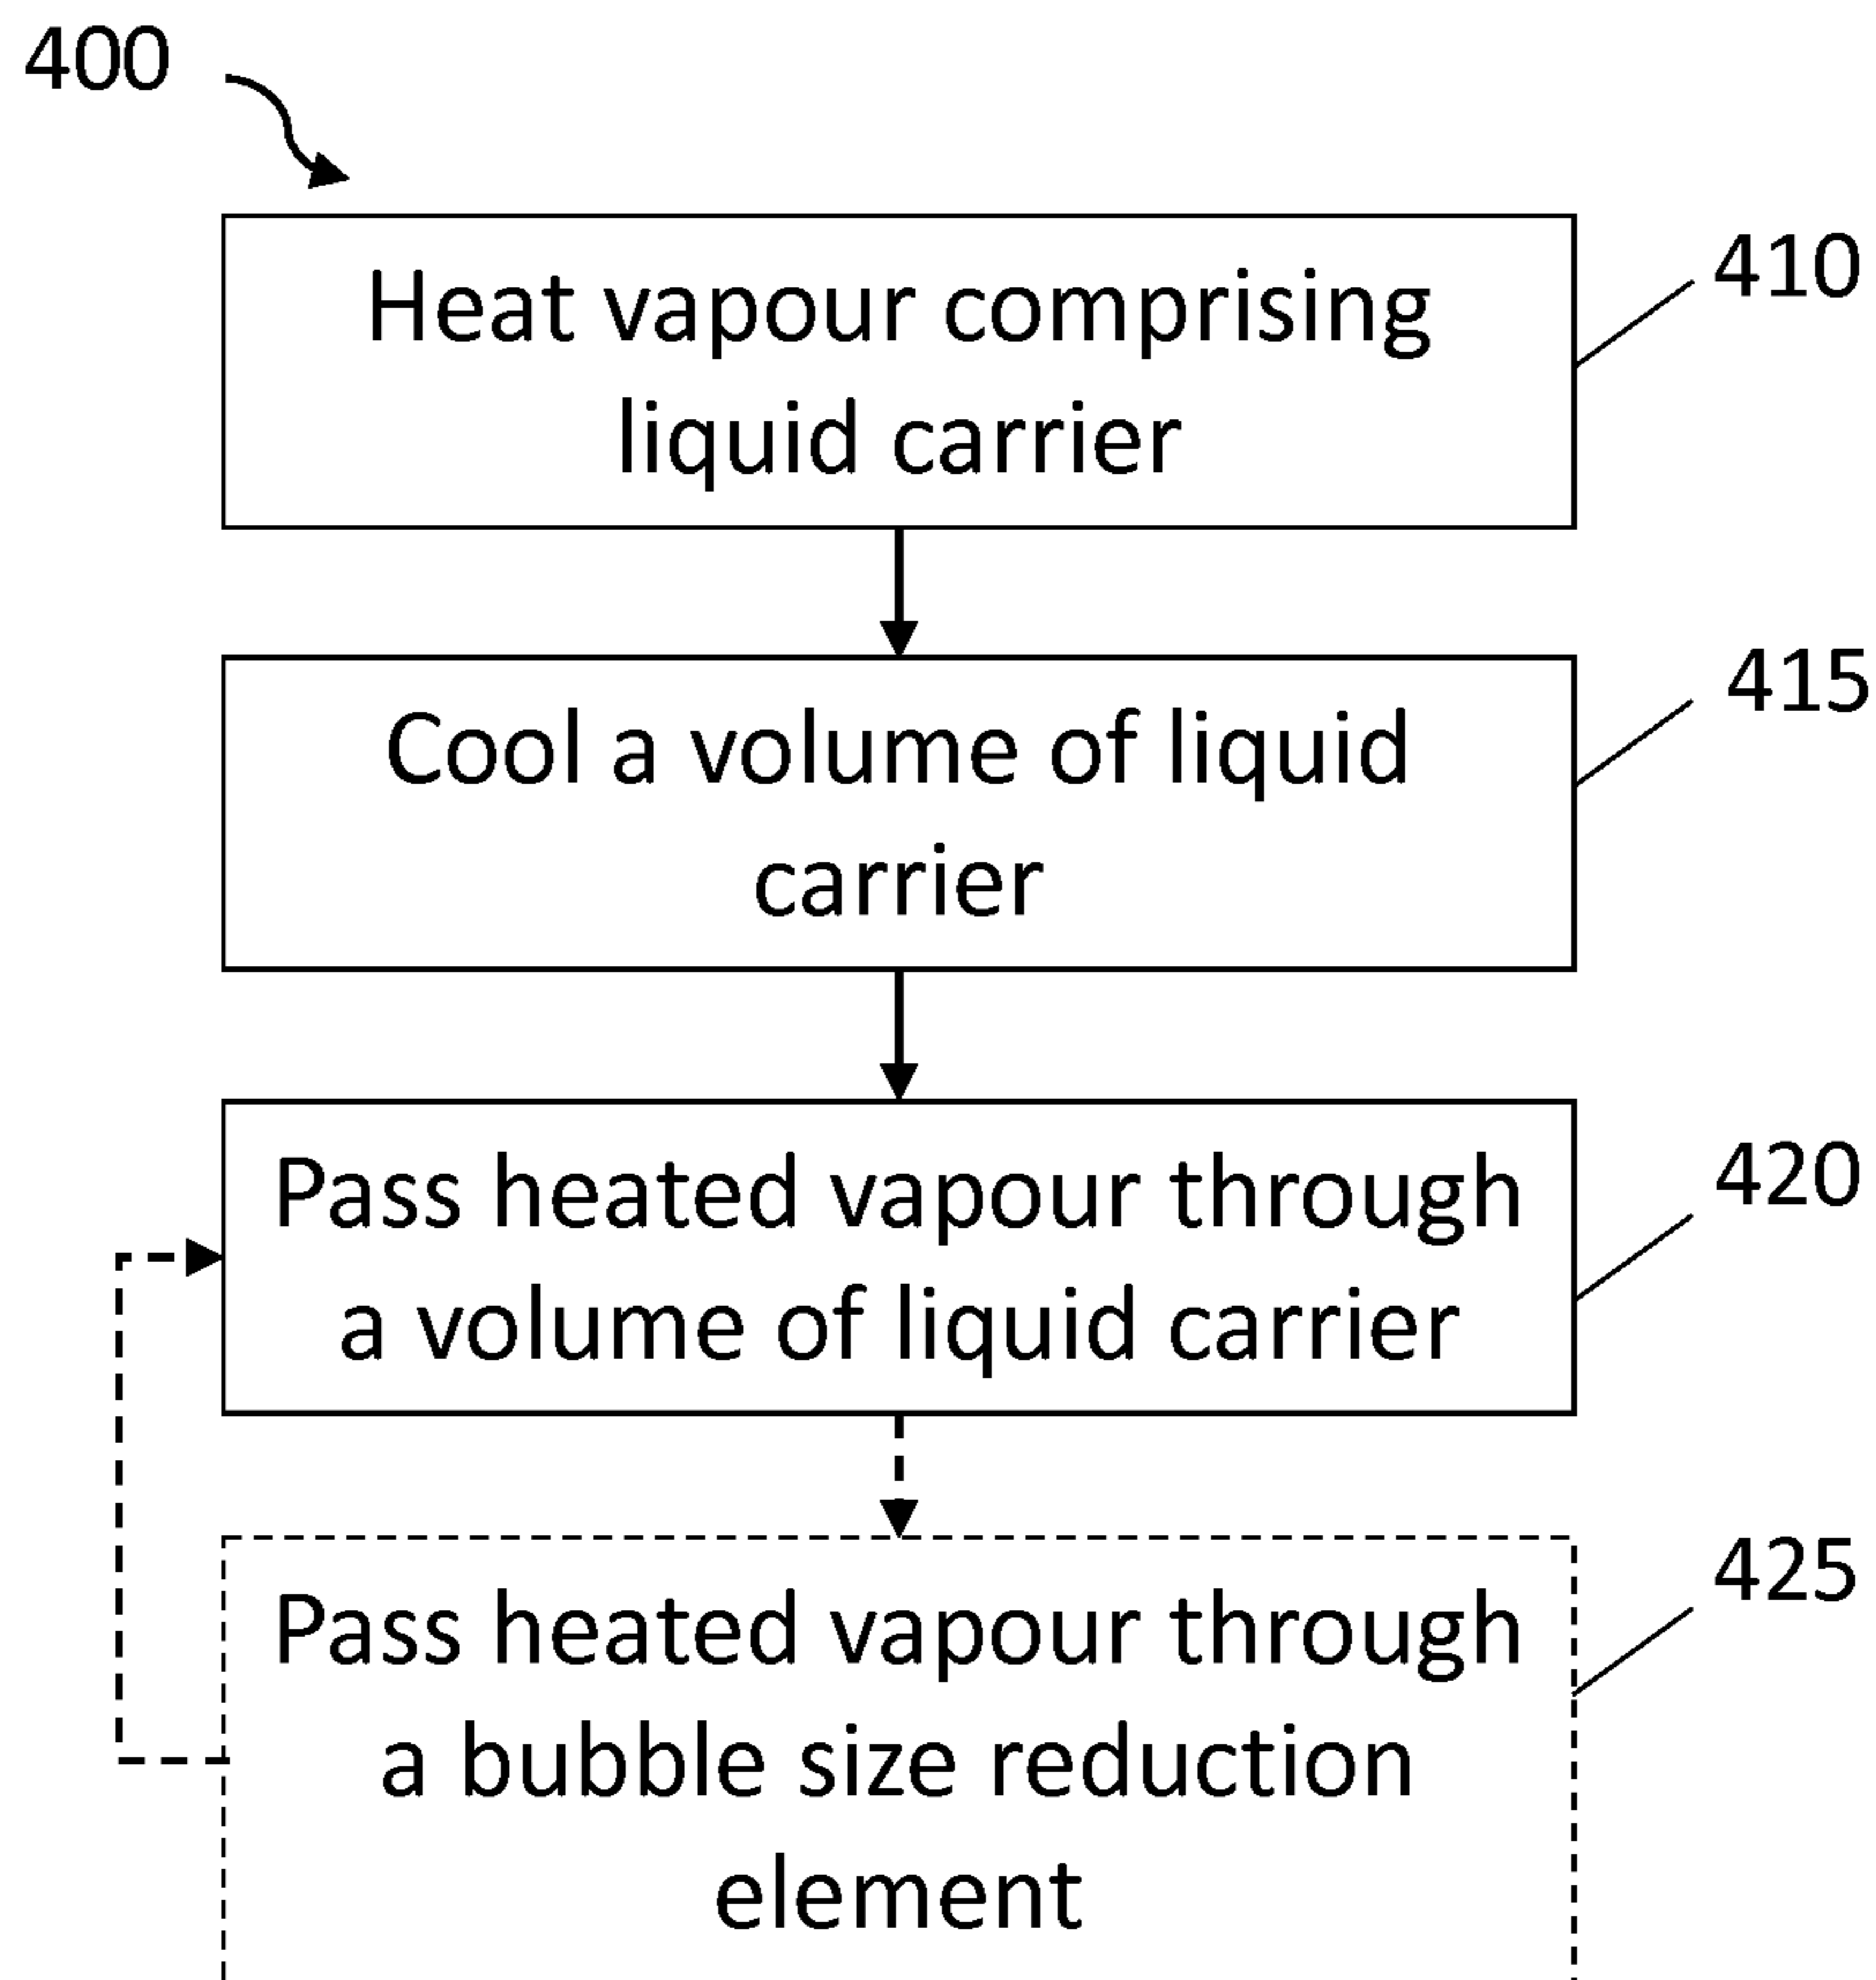 400
Heat vapour comprising
liquid carrier
410
Cool a volume of liquid
carrier
415
Pass heated vapour through
a volume of liquid carrier
420
Pass heated vapour through
a bubble size reduction
element
425